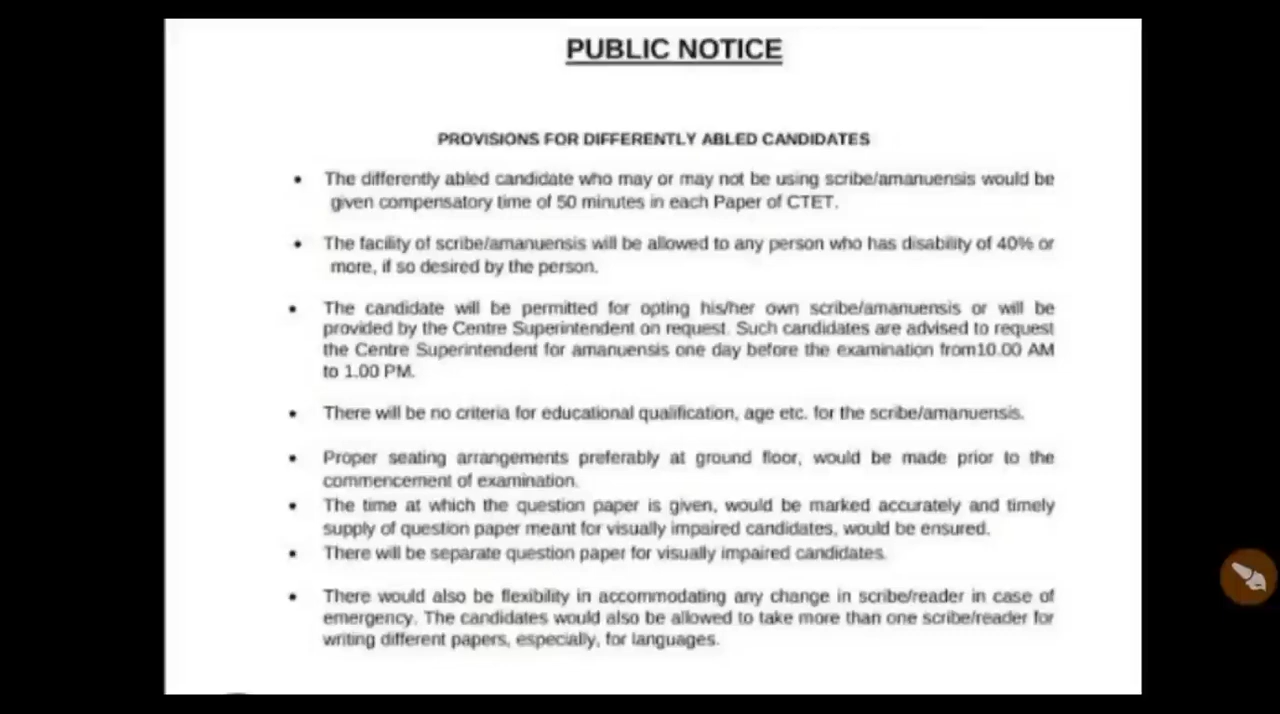 PUBLIC NOTICE
PROVISIONS FOR DIFFERENTLY ABLED CANDIDATES
• The differently abled candidate who may or may not be using scribe/amanuensis would be
given compensatory time of 50 minutes in each Paper of CTET.
• The facility of scribe/amanuensis will be allowed to any person who has disability of 40% or
more, if so desired by the person.
• The candidate will be permitted for opting his/her own scribe/amanuensis or will be
provided by the Centre Superintendent on request. Such candidates are advised to request
the Centre Superintendent for amanuensis one day before the examination from10.00 AM
to 1.00 PM.
• There will be no criteria for educational qualification, age etc. for the scribe/amanuensis.
• Proper seating arrangements preferably at ground floor, would be made prior to the
commencement of examination.
• The time at which the question paper is given, would be marked accurately and timely
supply of question paper meant for visually impaired candidates, would be ensured.
• There will be separate question paper for visually impaired candidates.
• There would also be flexibility in accommodating any change in scribe/reader in case of
emergency. The candidates would also be allowed to take more than one scribe/reader for
writing different papers, especially, for languages.